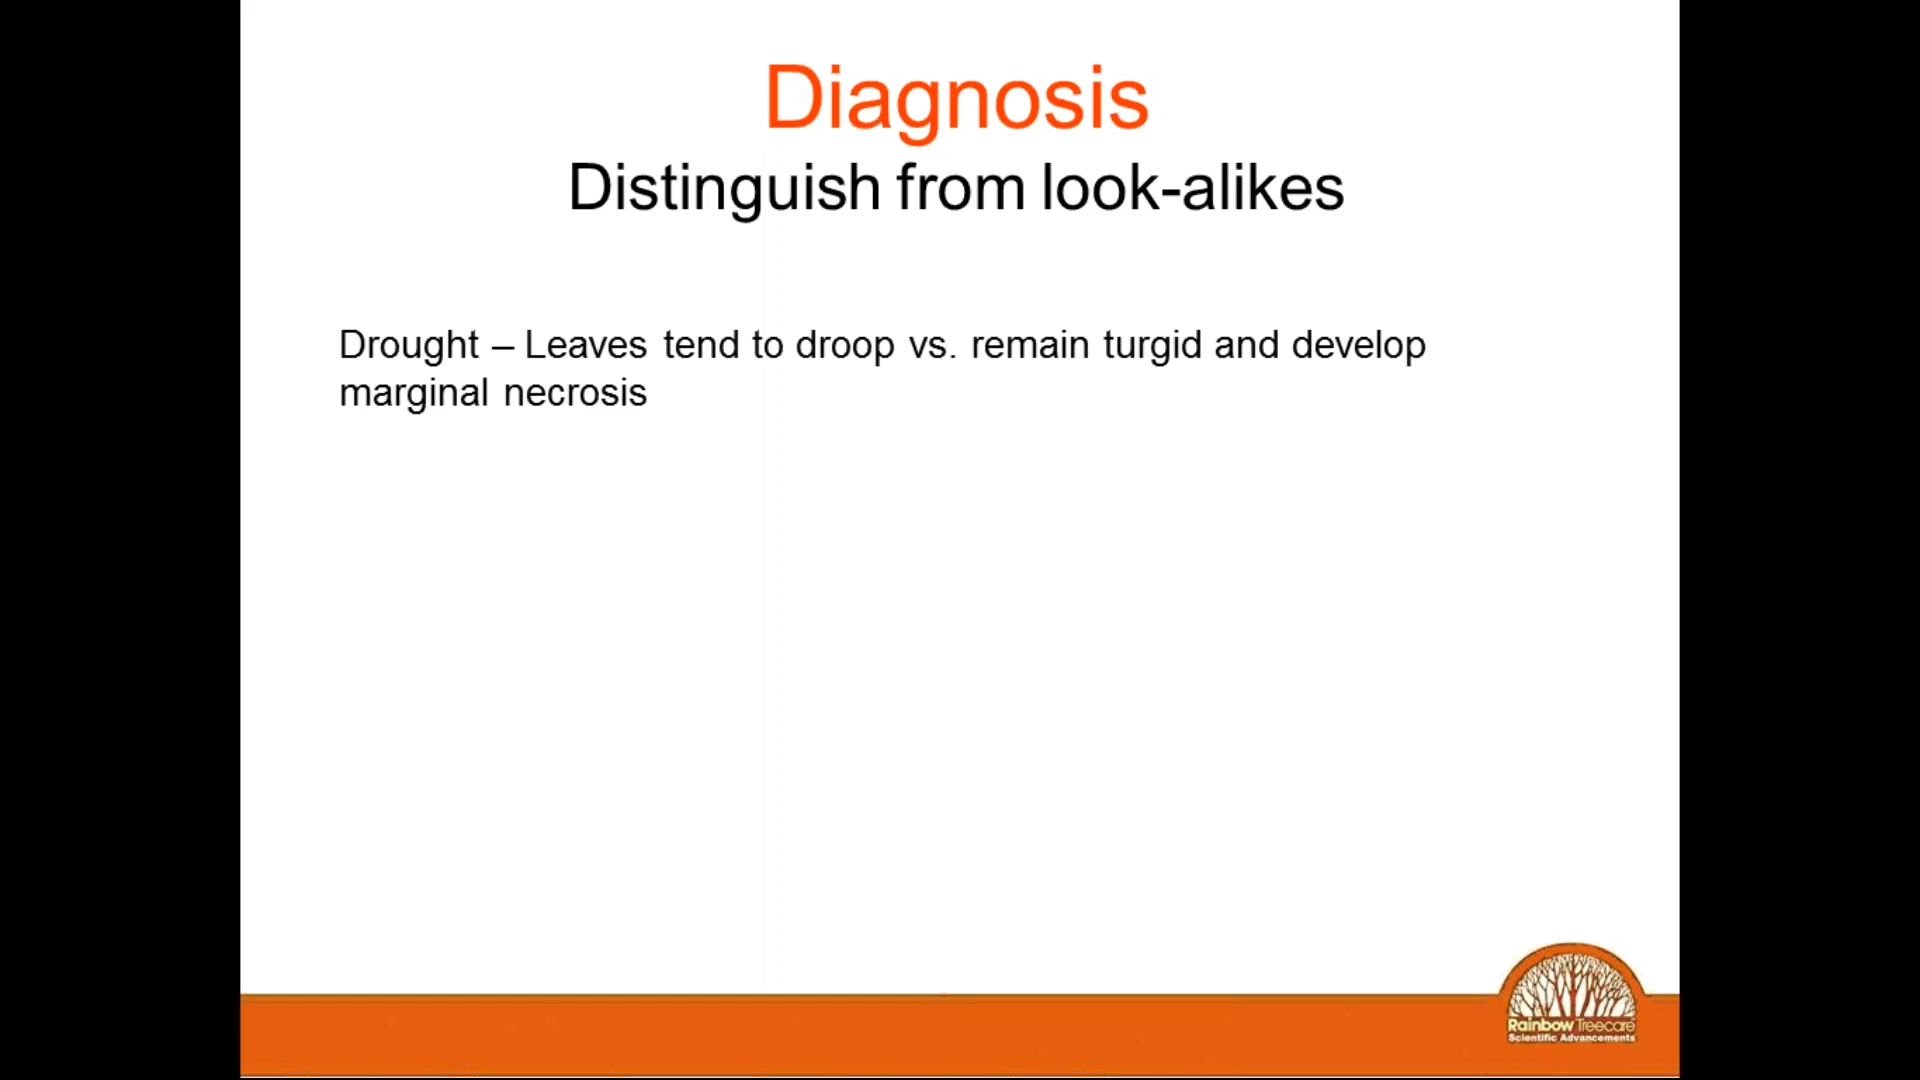 Diagnosis
Distinguish from look-alikes
Drought – Leaves tend to droop vs. remain turgid and develop
marginal necrosis
Rainbow Treecare
Scientific Advancements